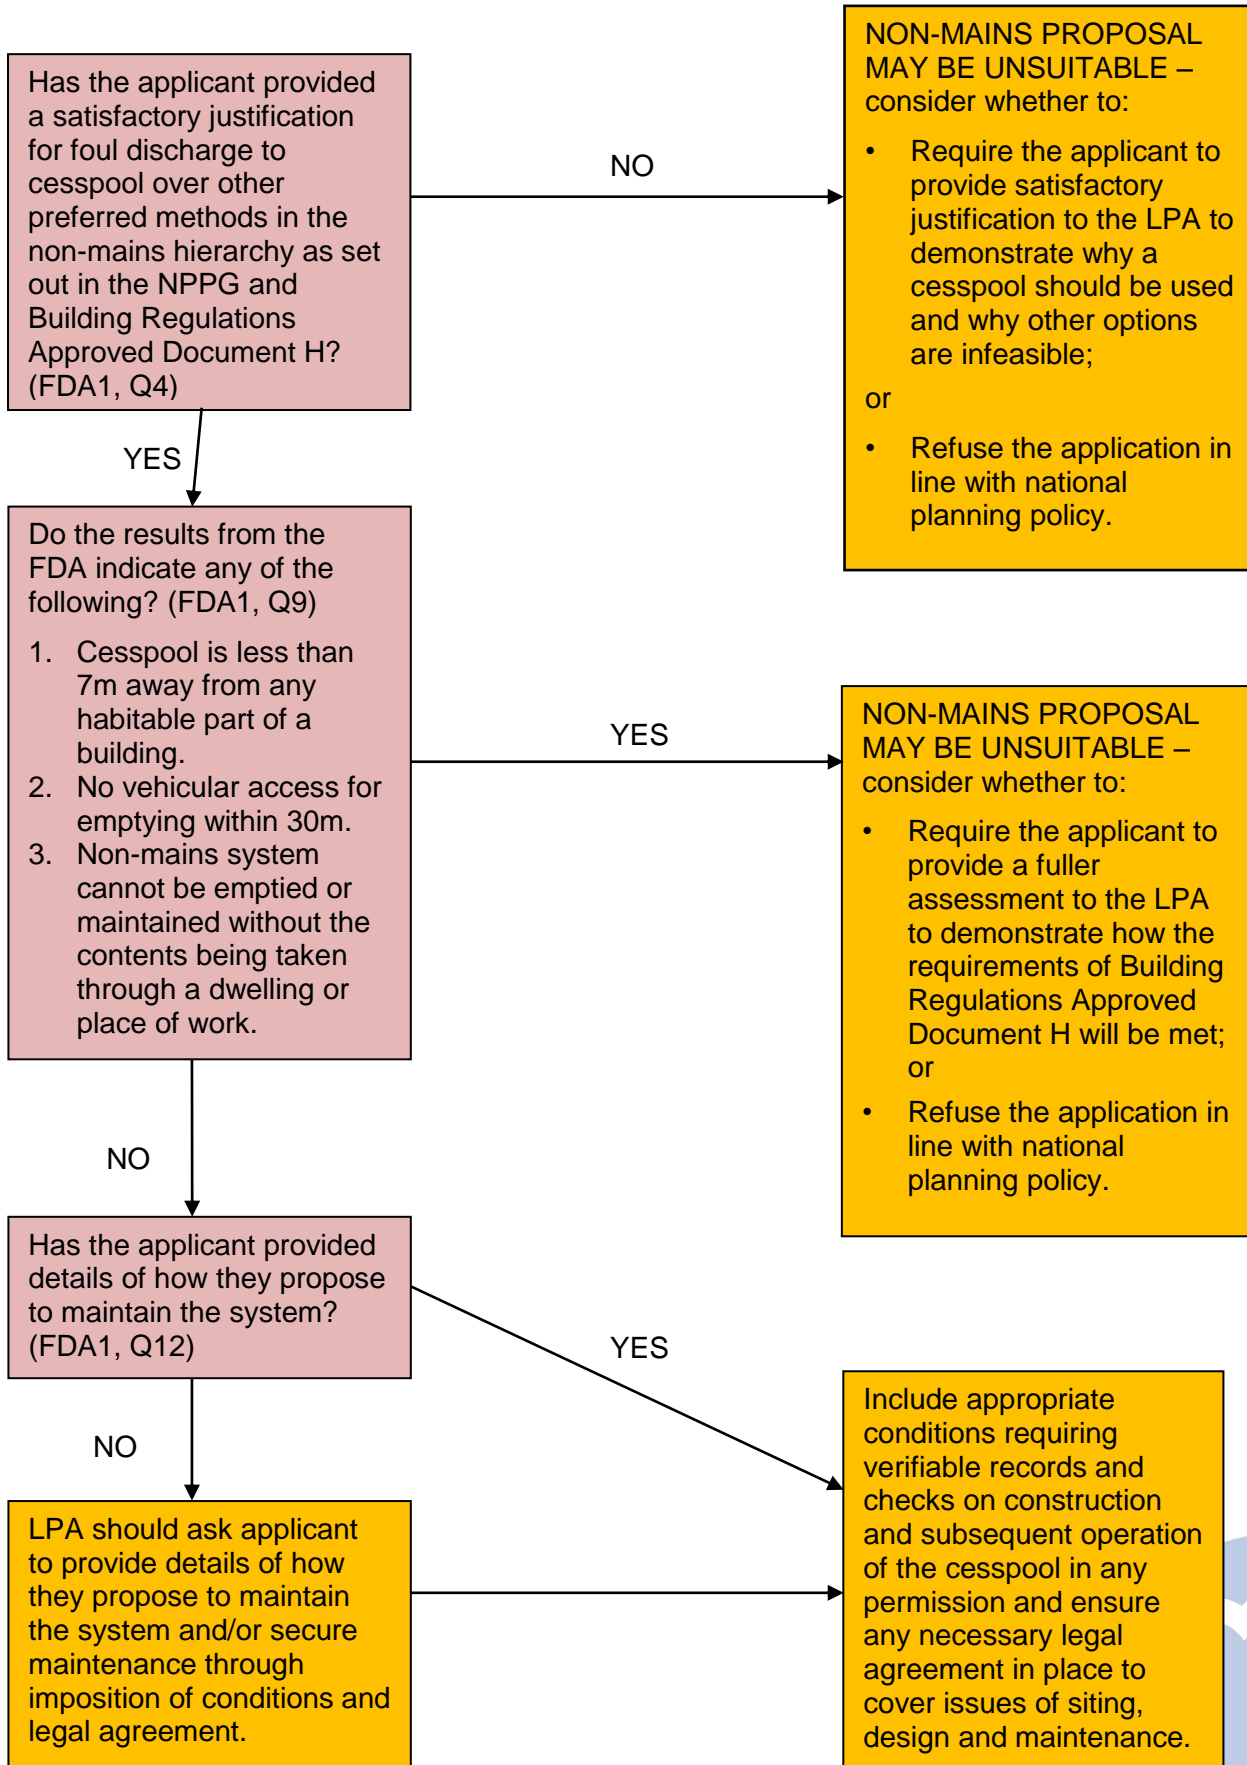 Has the applicant provided
a satisfactory justification
for foul discharge to
cesspool over other
preferred methods in the
non-mains hierarchy as set
out in the NPPG and
Building Regulations
Approved Document H?
(FDA1, Q4)
NO
NON-MAINS PROPOSAL
MAY BE UNSUITABLE –
consider whether to:
• Require the applicant to
provide satisfactory
justification to the LPA to
demonstrate why a
cesspool should be used
and why other options
are infeasible;
or
• Refuse the application in
line with national
planning policy.
YES
Do the results from the
FDA indicate any of the
following? (FDA1, Q9)
1. Cesspool is less than
7m away from any
habitable part of a
building.
2. No vehicular access for
emptying within 30m.
3. Non-mains system
cannot be emptied or
maintained without the
contents being taken
through a dwelling or
place of work.
YES
NON-MAINS PROPOSAL
MAY BE UNSUITABLE –
consider whether to:
• Require the applicant to
provide a fuller
assessment to the LPA
to demonstrate how the
requirements of Building
Regulations Approved
Document H will be met;
or
• Refuse the application in
line with national
planning policy.
NO
Has the applicant provided
details of how they propose
to maintain the system?
(FDA1, Q12)
YES
NO
LPA should ask applicant
to provide details of how
they propose to maintain
the system and/or secure
maintenance through
imposition of conditions and
legal agreement.
Include appropriate
conditions requiring
verifiable records and
checks on construction
and subsequent operation
of the cesspool in any
permission and ensure
any necessary legal
agreement in place to
cover issues of siting,
design and maintenance.